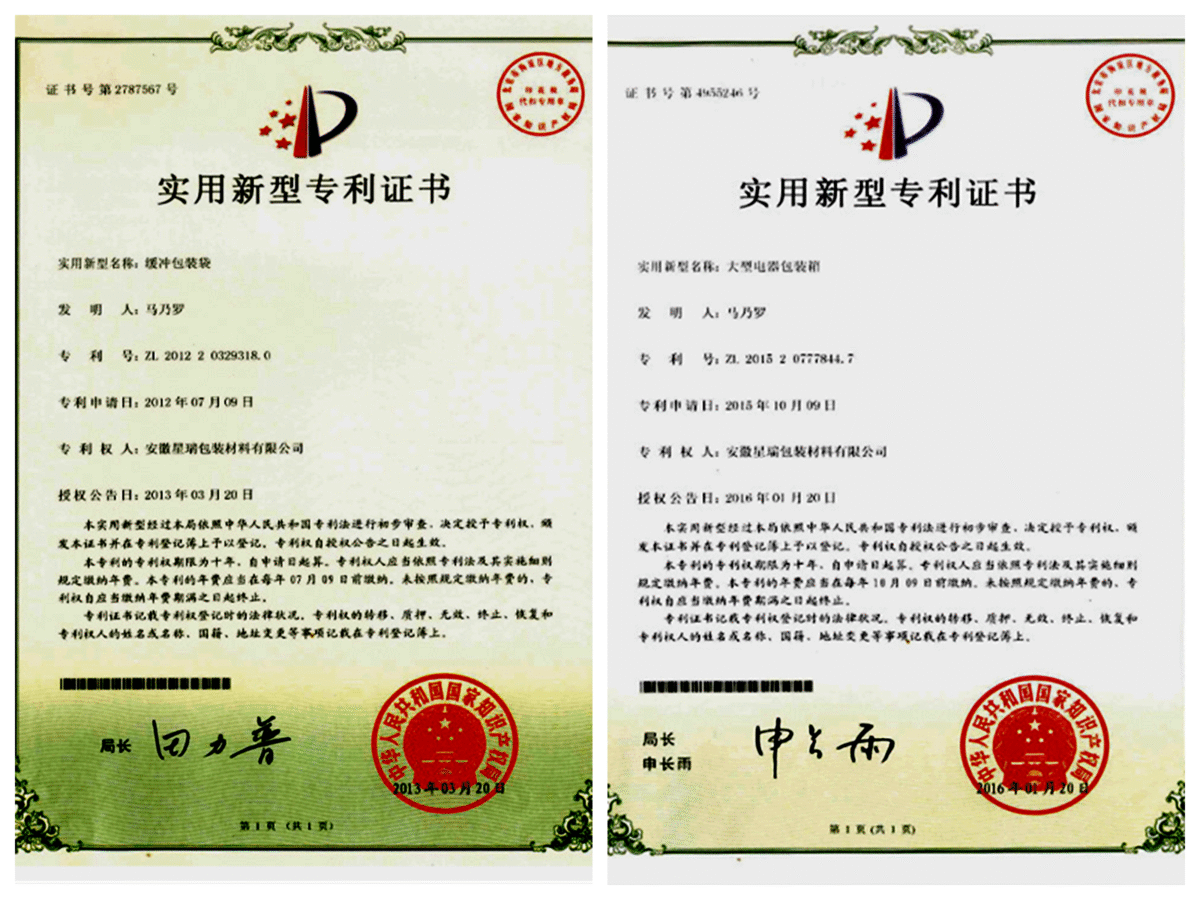 证书号第2787567号
实用新型专利证书
实用新型名称：缓冲包装袋
发 明 人：马乃罗
专 利 号：ZL 2012 2 0329318.0
专利申请日：2012年07月09日
专 利 权 人：安徽星瑞包装材料有限公司
授权公告日：2013年03月20日
本实用新型经过本局依照中华人民共和国专利法进行初步审查，决定授予专利权，颁
发本证书并在专利登记簿上予以登记。专利权自授权公告之日起生效。
本专利的专利权期限为十年，自申请日起算。专利权人应当依照专利法及其实施细则
规定缴纳年费。本专利的年费应当在每年07月09日前缴纳。未按照规定缴纳年费的，专
利权自应当缴纳年费期满之日起终止。
专利证书记载专利权登记时的法律状况。专利权的转移、质押、无效、终止、恢复和
专利权人的姓名或名称、国籍、地址变更等事项记载在专利登记簿上。
局长
田力普
中华人民共和国国家知识产权局
2013年03月20日
第1页 (共1页)
证书号第4955246号
实用新型专利证书
实用新型名称：大型电器包装箱
发 明 人：马乃罗
专 利 号：ZL 2015 2 0777844.7
专利申请日：2015年10月09日
专 利 权 人：安徽星瑞包装材料有限公司
授权公告日：2016年01月20日
本实用新型经过本局依照中华人民共和国专利法进行初步审查，决定授予专利权，颁
发本证书并在专利登记簿上予以登记。专利权自授权公告之日起生效。
本专利的专利权期限为十年，自申请日起算。专利权人应当依照专利法及其实施细则
规定缴纳年费。本专利的年费应当在每年10月09日前缴纳。未按照规定缴纳年费的，专
利权自应当缴纳年费期满之日起终止。
专利证书记载专利权登记时的法律状况。专利权的转移、质押、无效、终止、恢复和
专利权人的姓名或名称、国籍、地址变更等事项记载在专利登记簿上。
局长
申长雨
申长雨
中华人民共和国国家知识产权局
2016年01月20日
第1页 (共1页)